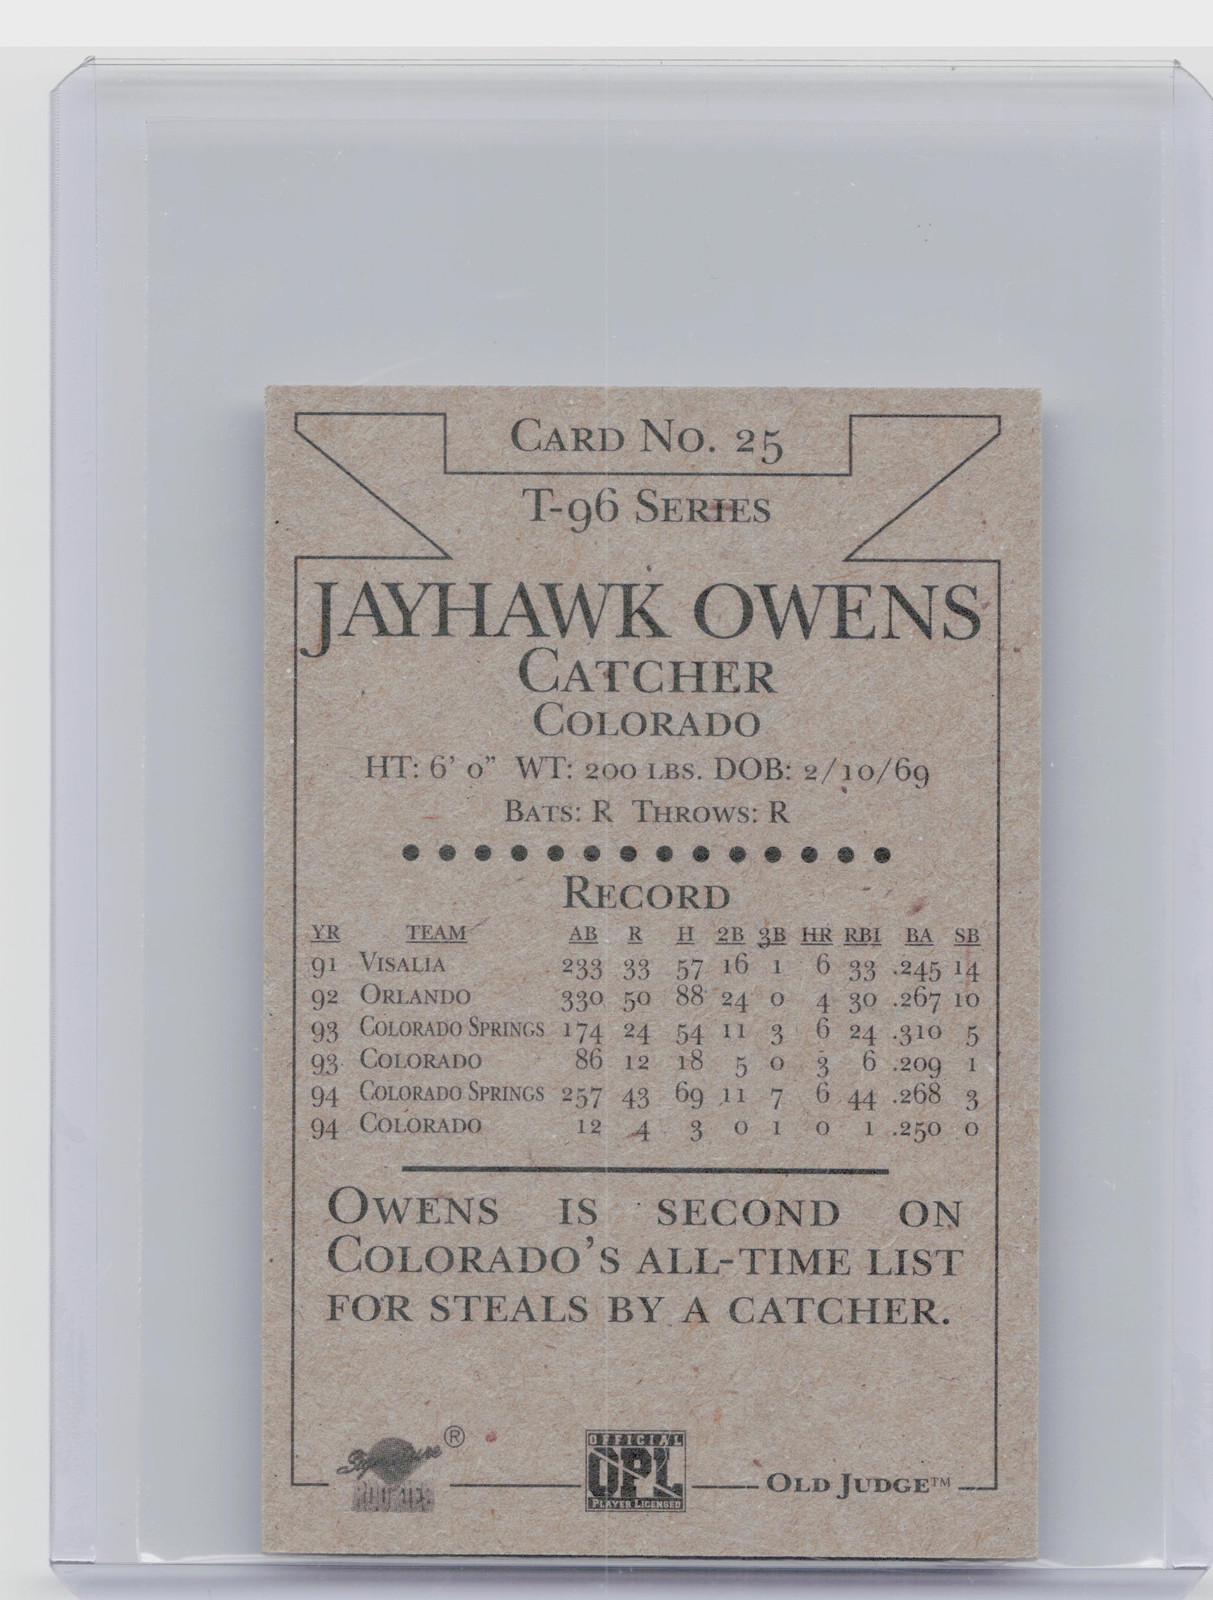 CARD NO. 25
T-96 SERIES
JAYHAWK OWENS
CATCHER
COLORADO
HT: 6' 0" WT: 200 LBS. DOB: 2/10/69
BATS: R THROWS: R
RECORD
YR TEAM AB R H 2B 3B HR RBI BA SB
91 VISALIA 233 33 57 16 1 6 33 .245 14
92 ORLANDO 330 50 88 24 0 4 30 .267 10
93 COLORADO SPRINGS 174 24 54 11 3 6 24 .310 5
93 COLORADO 86 12 18 5 0 3 6 .209 1
94 COLORADO SPRINGS 257 43 69 11 7 6 44 .268 3
94 COLORADO 12 4 3 0 1 0 1 .250 0
OWENS IS SECOND ON
COLORADO'S ALL-TIME LIST
FOR STEALS BY A CATCHER.
Signature ®
ROOKIES
OFFICIAL
OPL
PLAYER LICENSED
OLD JUDGE™